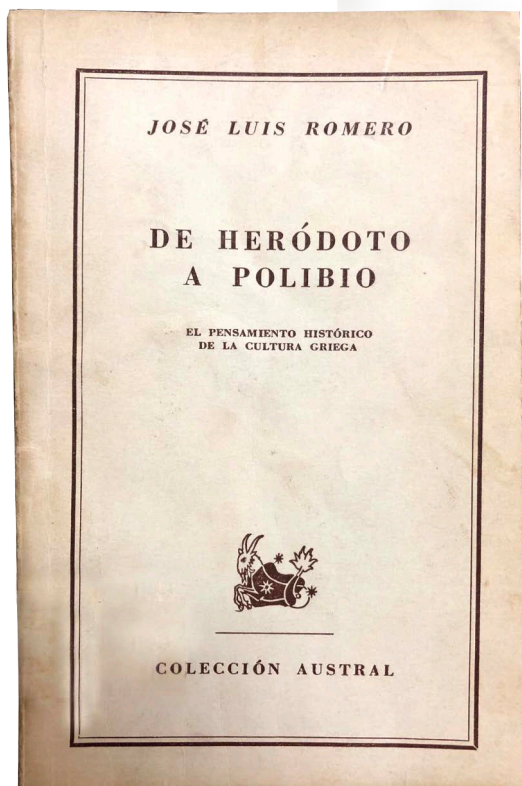 JOSÉ LUIS ROMERO
DE HERÓDOTO
A POLIBIO
EL PENSAMIENTO HISTÓRICO
DE LA CULTURA GRIEGA
COLECCIÓN AUSTRAL